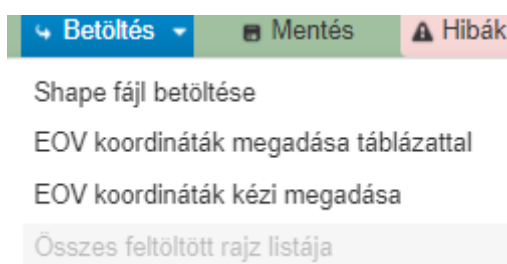 Betöltés Mentés Hibák
Shape fájl betöltése
EOV koordináták megadása táblázattal
EOV koordináták kézi megadása
Összes feltöltött rajz listája